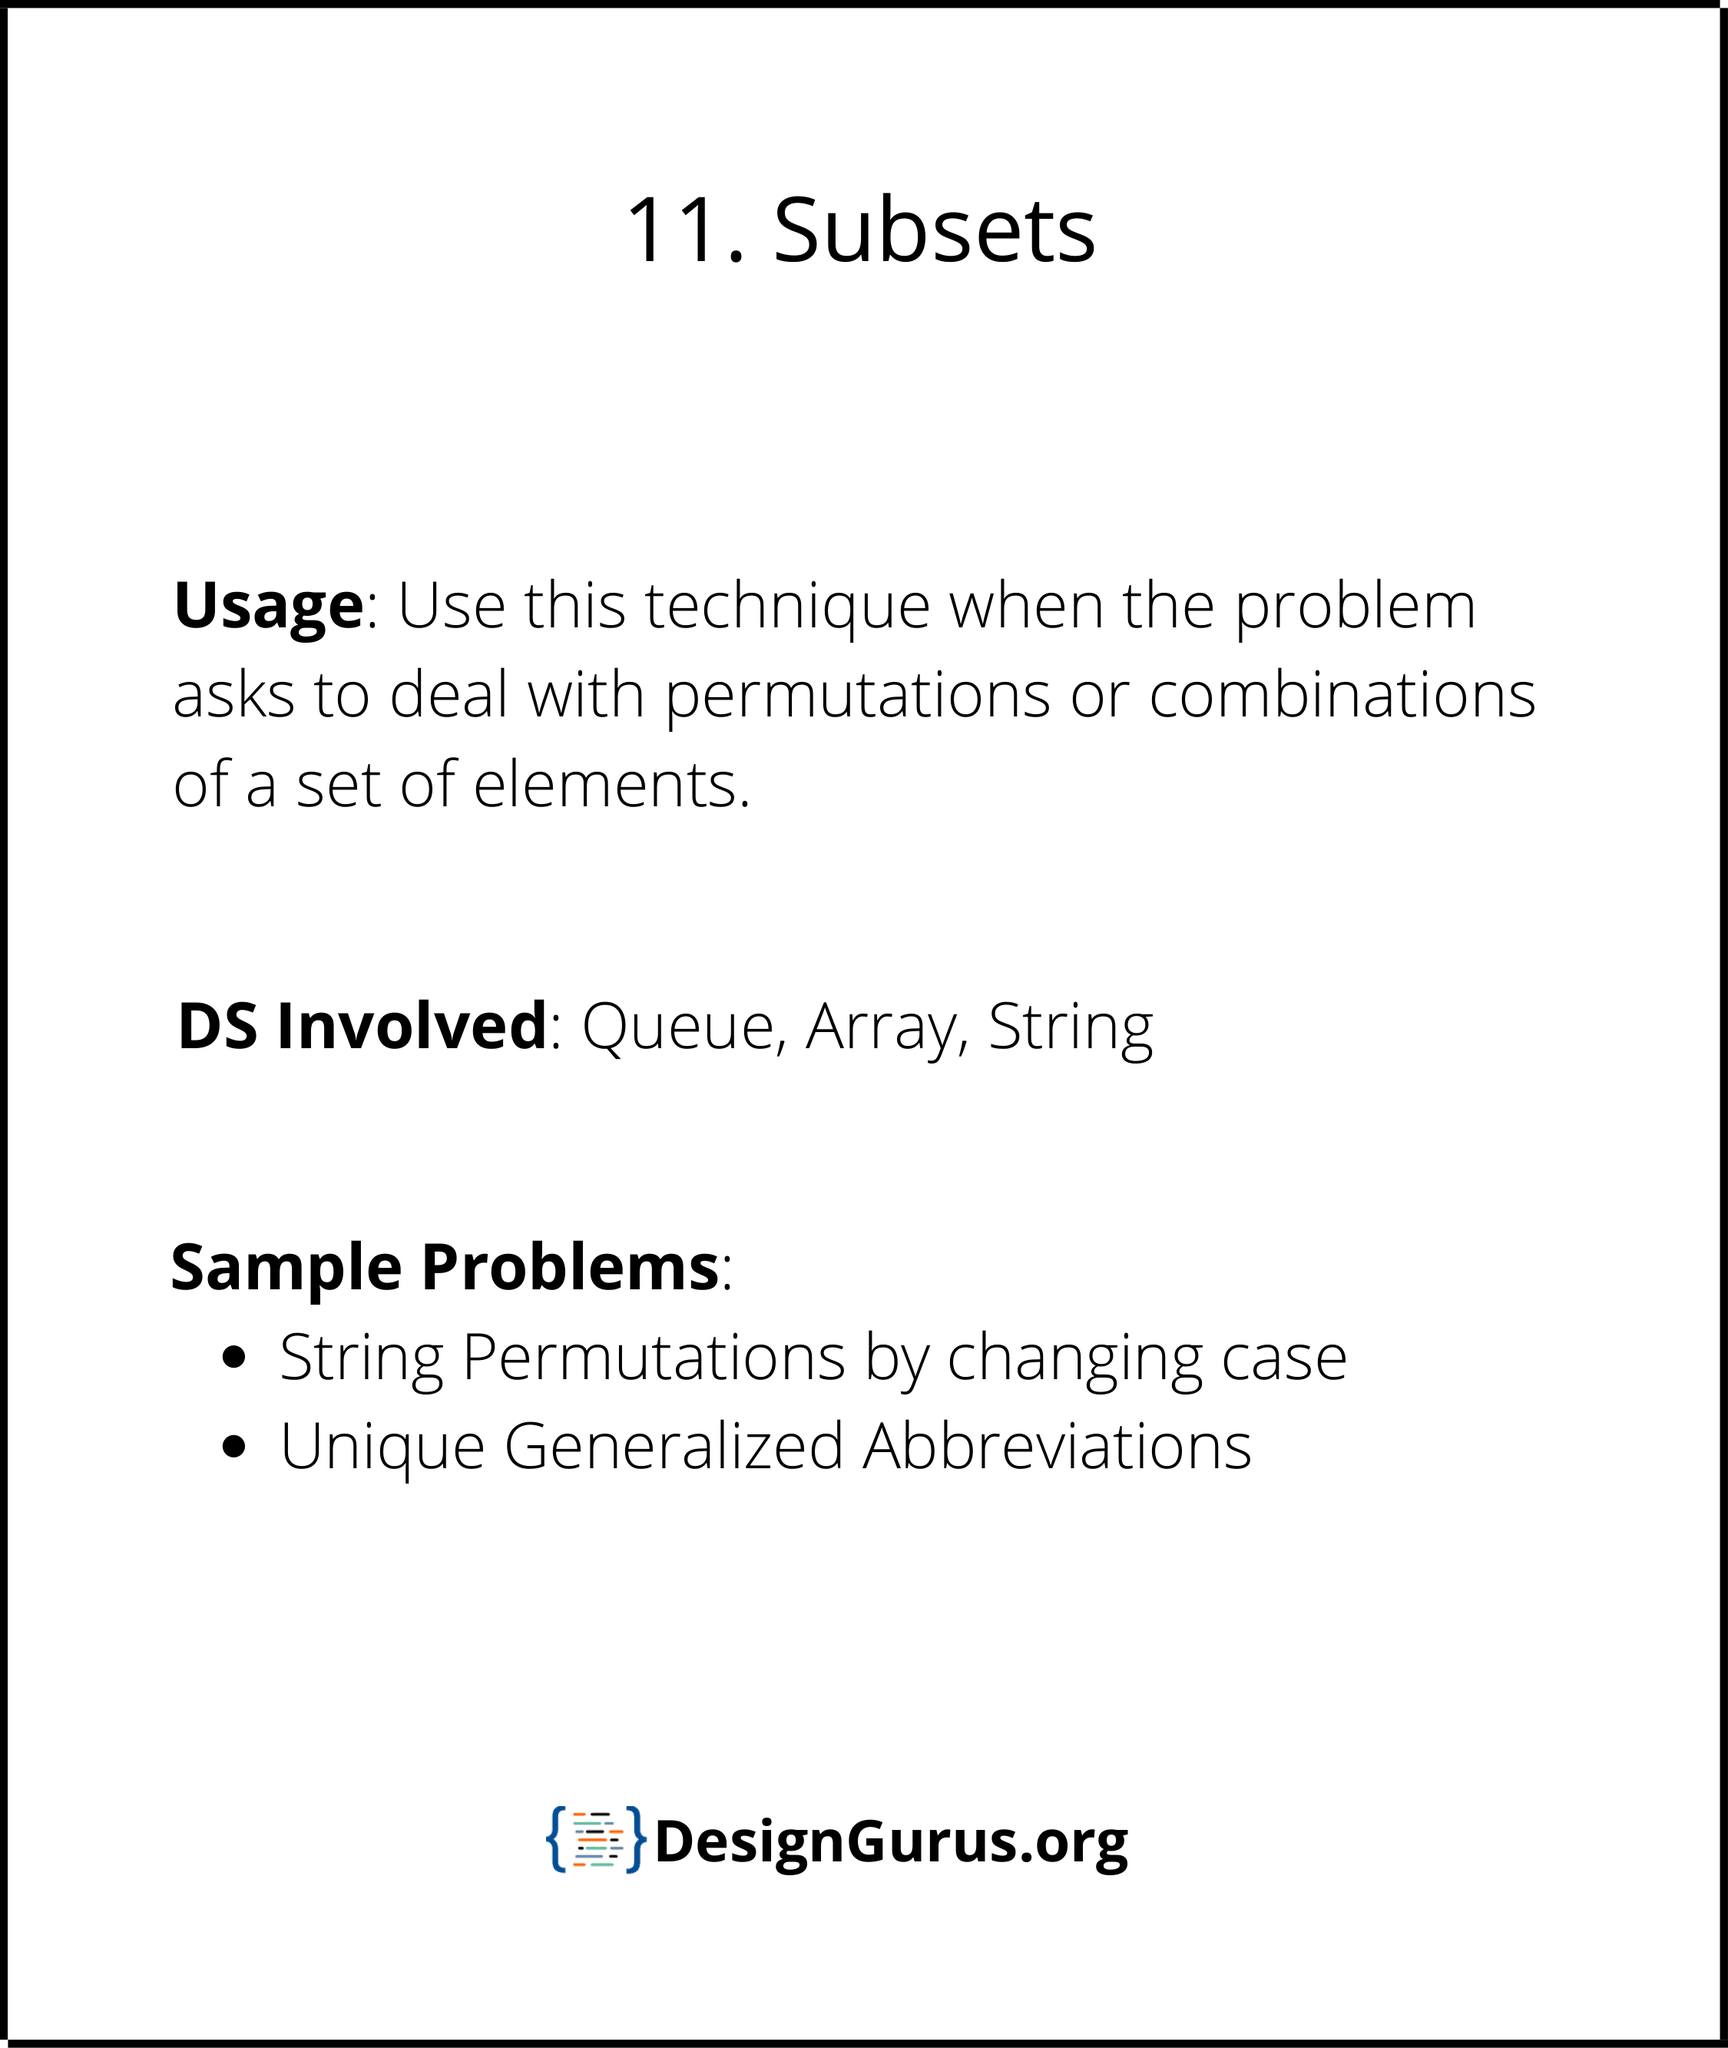 11. Subsets
Usage: Use this technique when the problem
asks to deal with permutations or combinations
of a set of elements.
DS Involved: Queue, Array, String
Sample Problems:
• String Permutations by changing case
• Unique Generalized Abbreviations
DesignGurus.org